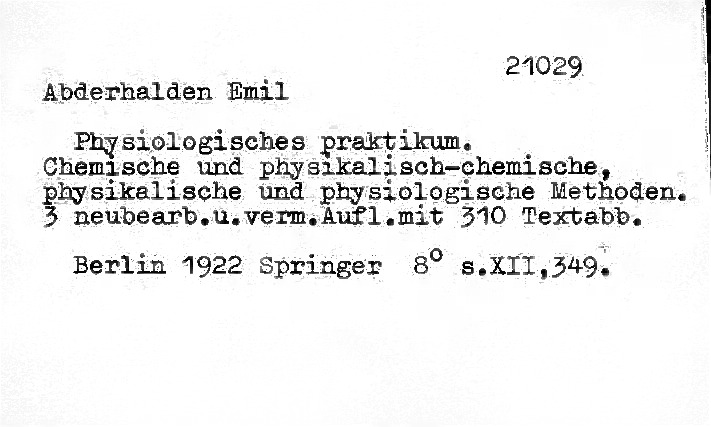 21029
Abderhalden Emil
Physiologisches praktikum.
Chemische und physikalisch-chemische,
physikalische und physiologische Methoden.
3 neubearb.u.verm.Aufl.mit 310 Textabb.
Berlin 1922 Springer 8° s.XII,349.